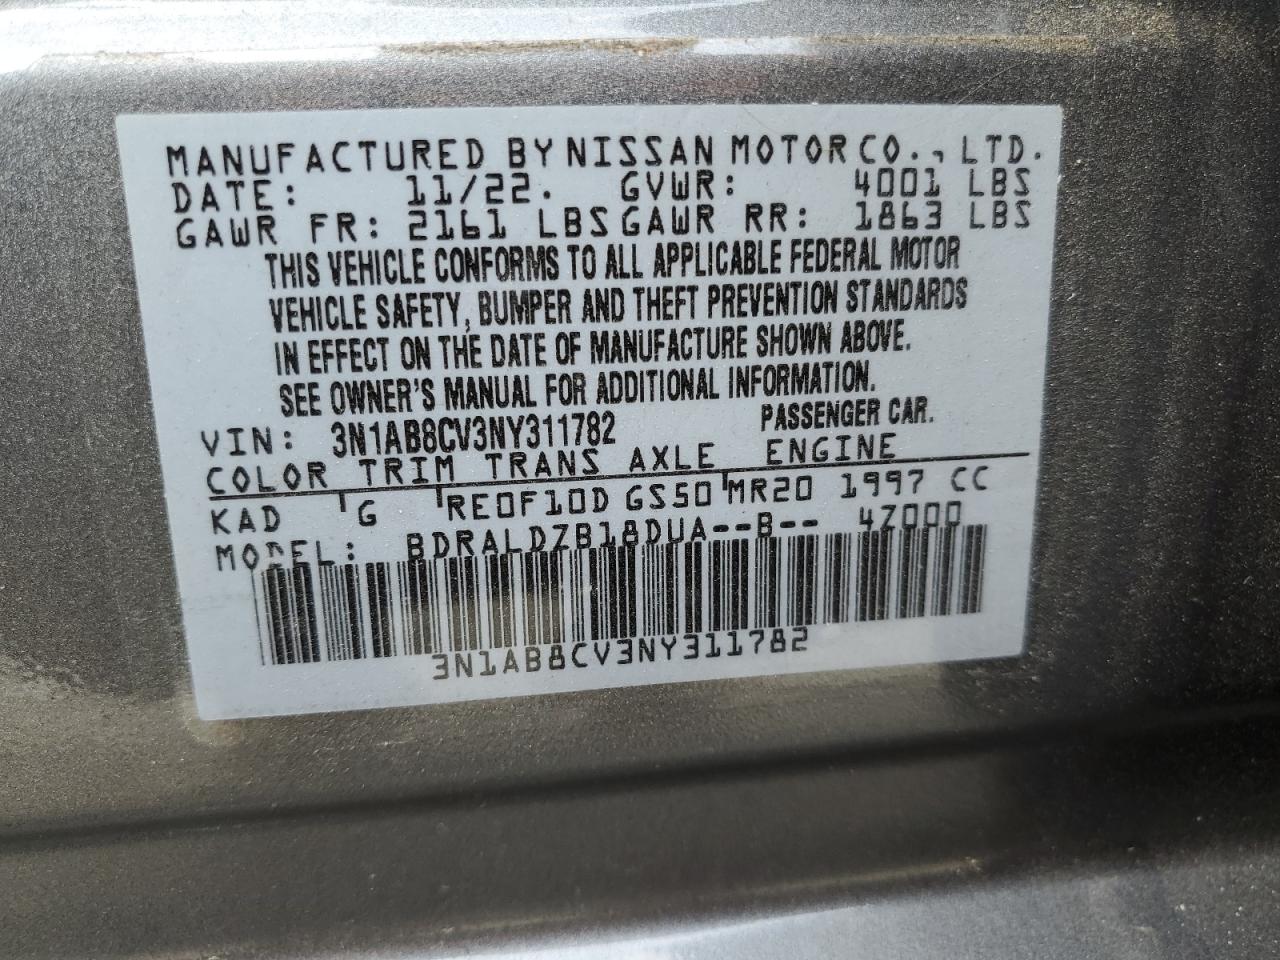 MANUFACTURED BY NISSAN MOTOR CO., LTD.
DATE: 11/22. GVWR: 4001 LBS
GAWR FR: 2161 LBS GAWR RR: 1863 LBS
THIS VEHICLE CONFORMS TO ALL APPLICABLE FEDERAL MOTOR
VEHICLE SAFETY, BUMPER AND THEFT PREVENTION STANDARDS
IN EFFECT ON THE DATE OF MANUFACTURE SHOWN ABOVE.
SEE OWNER'S MANUAL FOR ADDITIONAL INFORMATION.
VIN: 3N1AB8CV3NY311782 PASSENGER CAR.
COLOR TRIM TRANS AXLE ENGINE
KAD G RE0F10D GS50 MR20 1997 CC
MODEL: BDRALDZB18DUA--B-- 4Z000
3N1AB8CV3NY311782